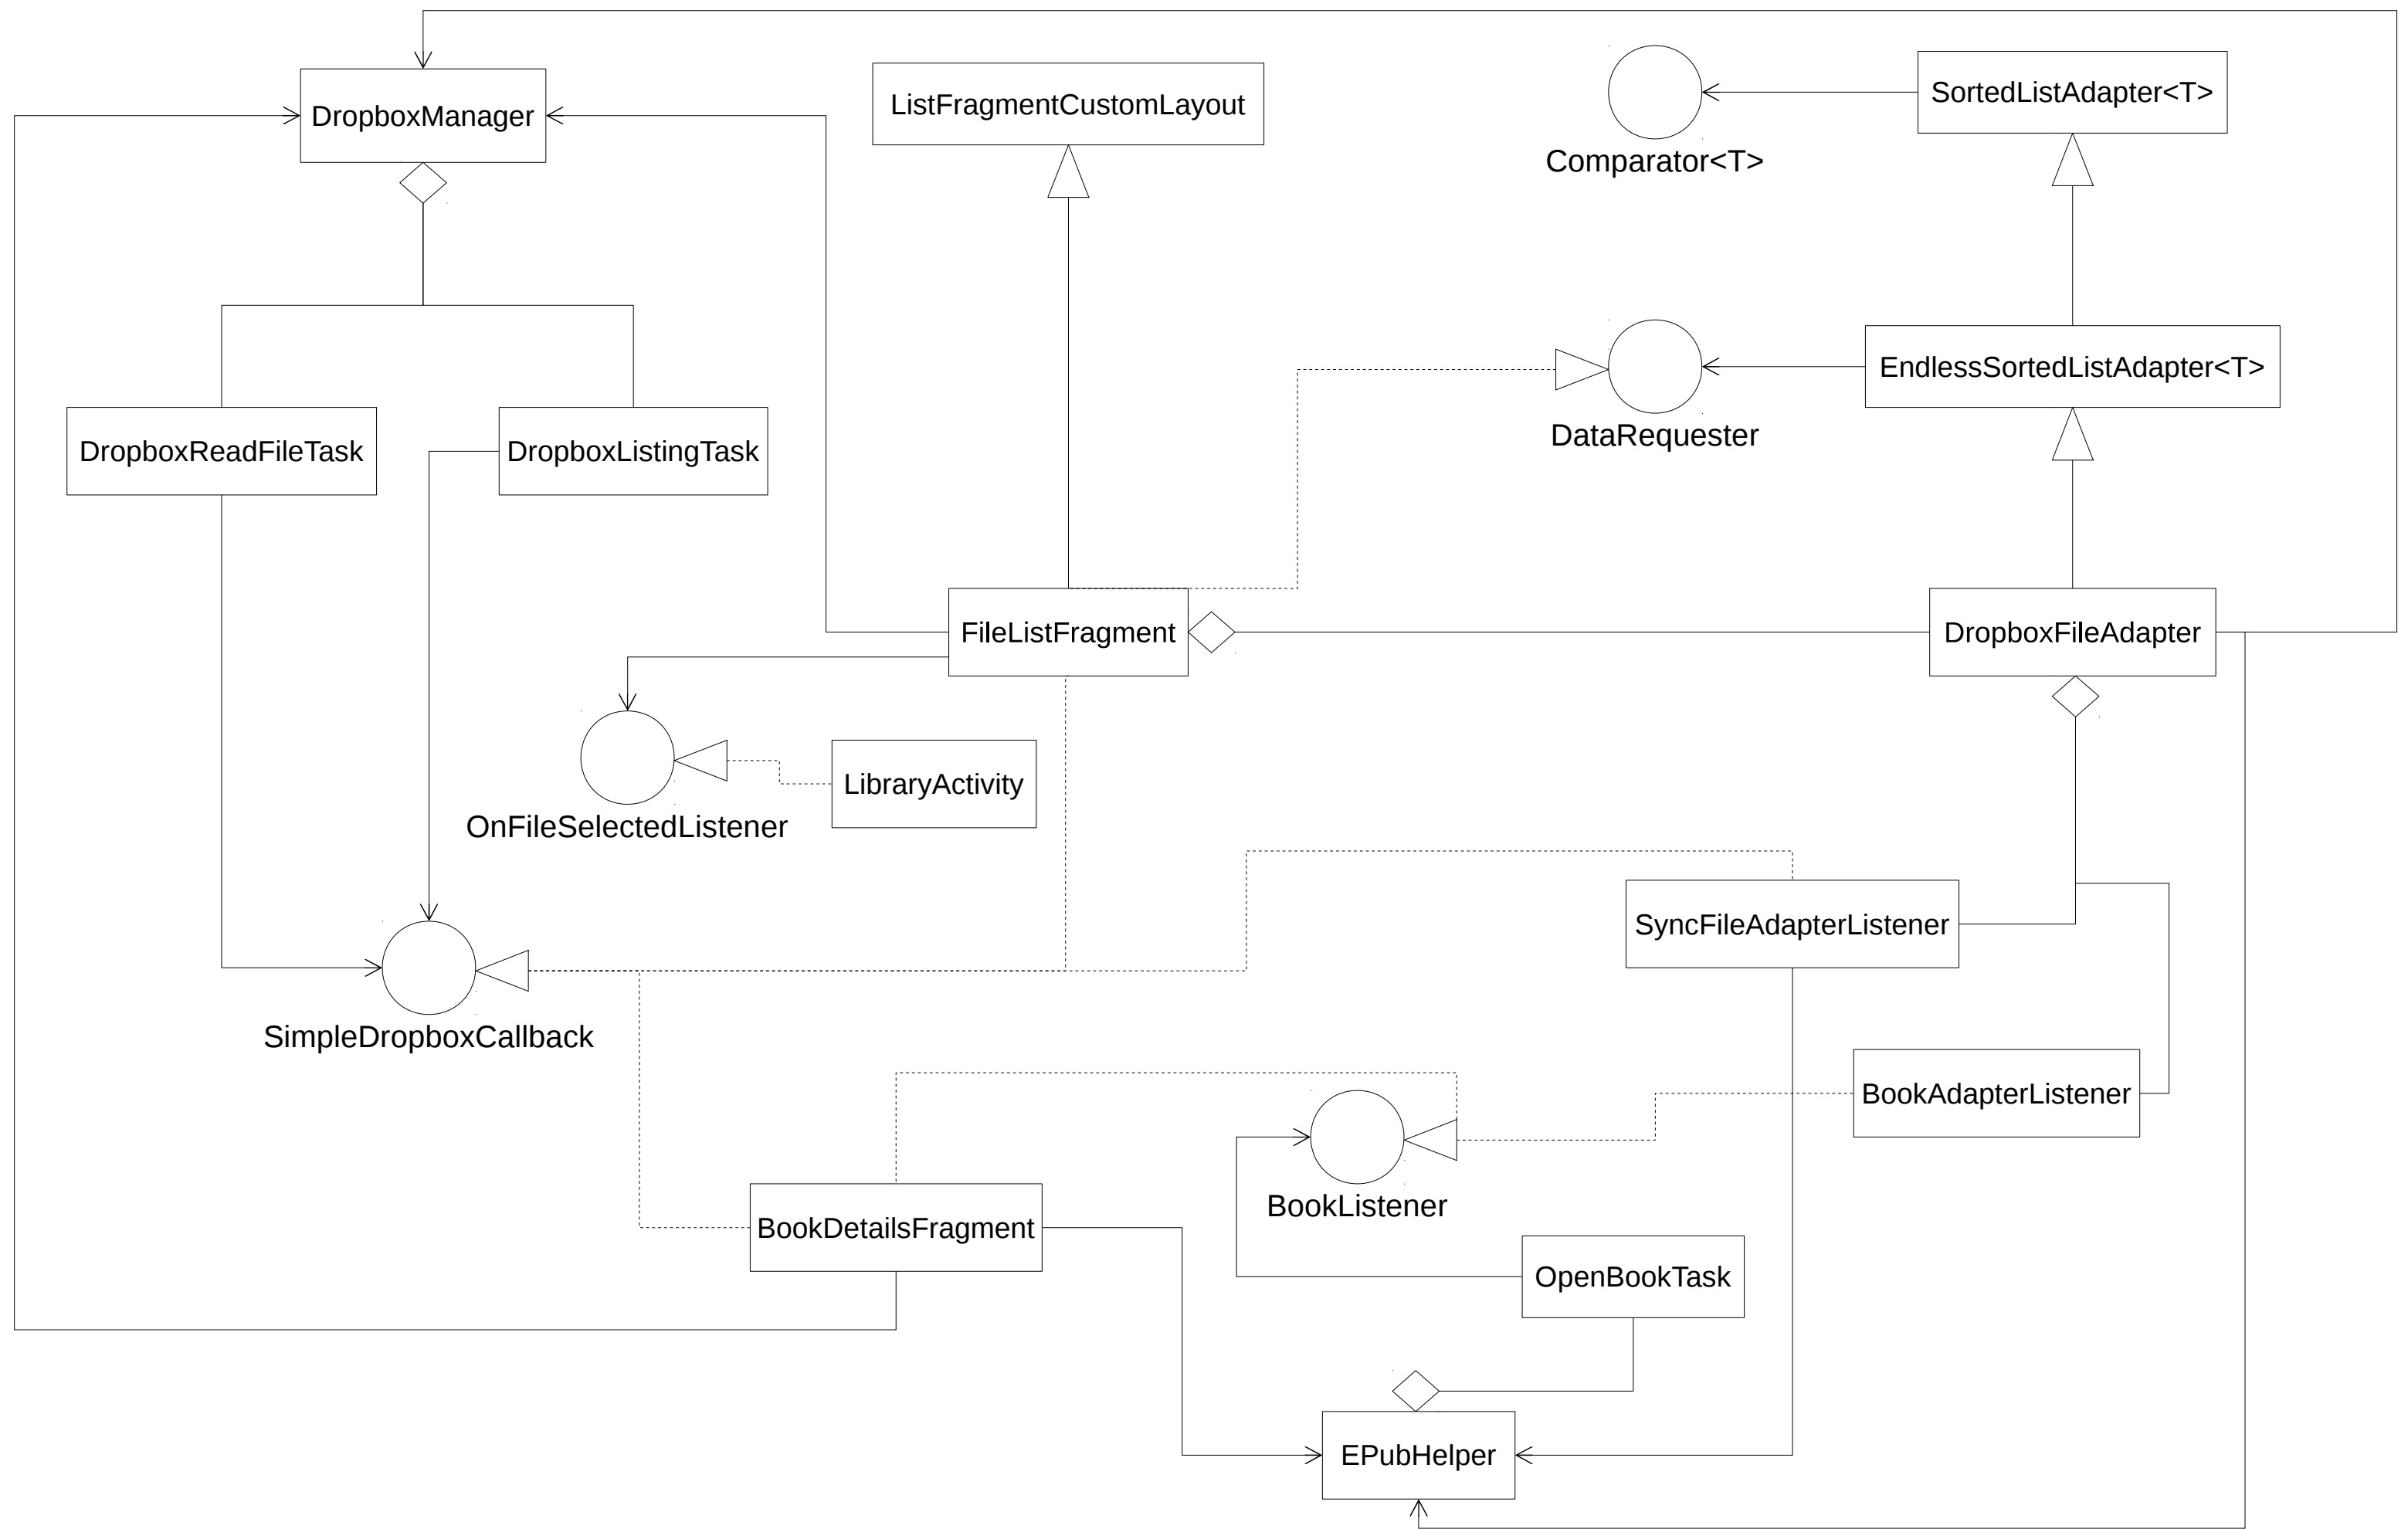 DropboxManager
ListFragmentCustomLayout
SortedListAdapter<T>
Comparator<T>
EndlessSortedListAdapter<T>
DataRequester
DropboxReadFileTask
DropboxListingTask
FileListFragment
DropboxFileAdapter
LibraryActivity
OnFileSelectedListener
SyncFileAdapterListener
SimpleDropboxCallback
BookAdapterListener
BookListener
BookDetailsFragment
OpenBookTask
EPubHelper